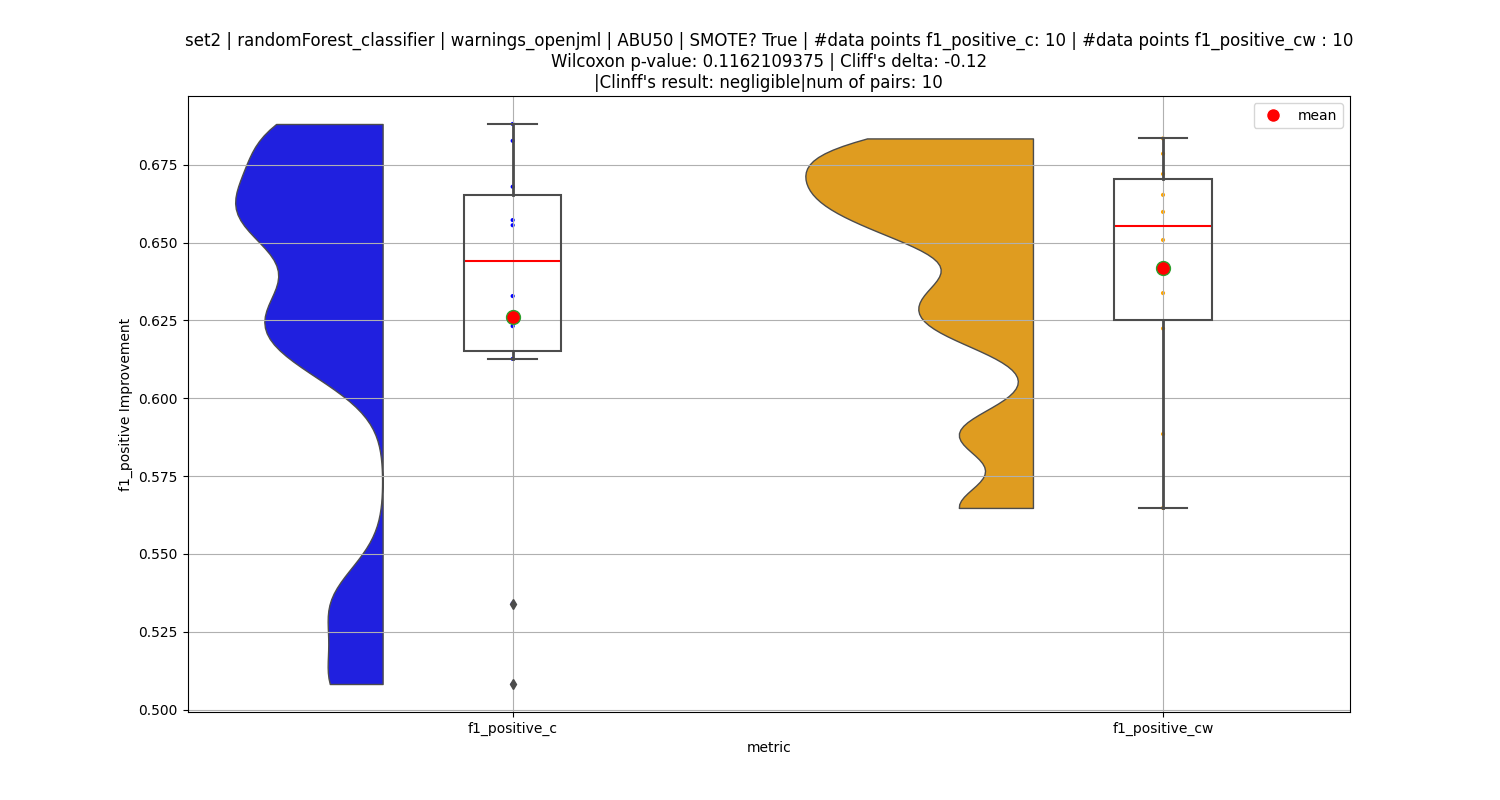 set2 | randomForest_classifier | warnings_openjml | ABU50 | SMOTE? True | #data points f1_positive_c: 10 | #data points f1_positive_cw : 10
Wilcoxon p-value: 0.1162109375 | Cliff's delta: -0.12
|Clinff's result: negligible|num of pairs: 10
mean
0.675
0.650
0.625
0.600
0.575
0.550
0.525
0.500
f1_positive Improvement
f1_positive_c
f1_positive_cw
metric